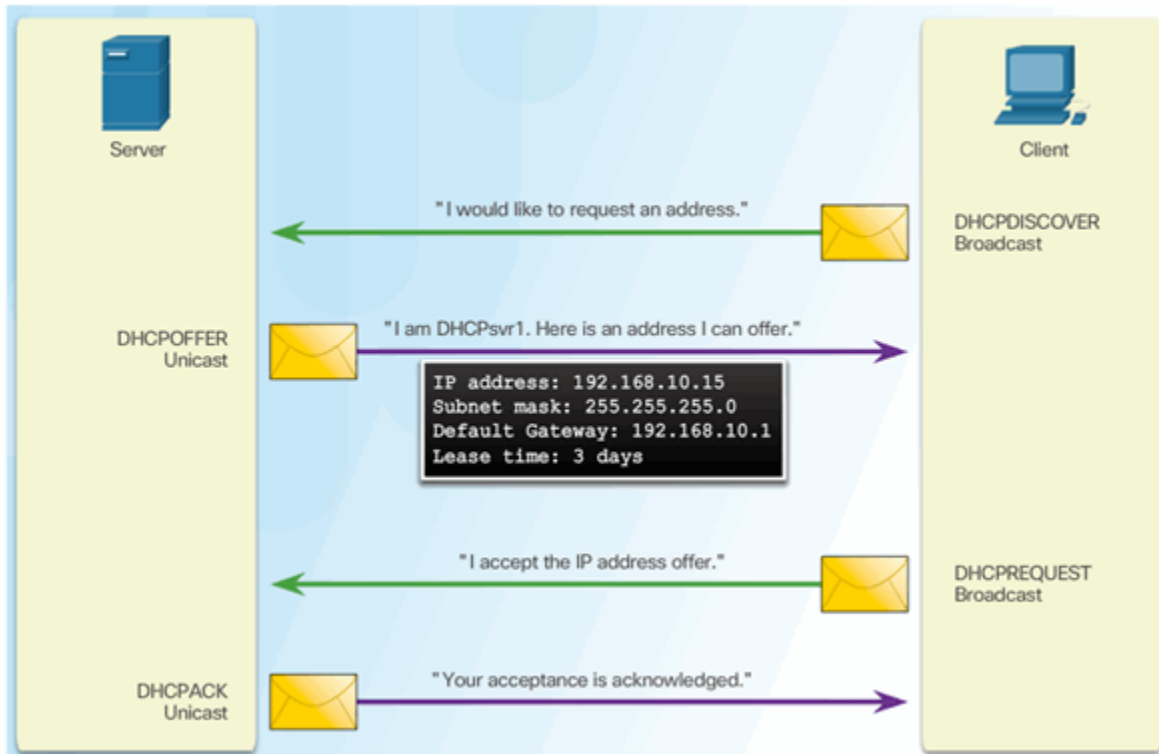 Server
Client
"I would like to request an address."
DHCPDISCOVER
Broadcast
DHCPOFFER
Unicast
"I am DHCPsvr1. Here is an address I can offer."
IP address: 192.168.10.15
Subnet mask: 255.255.255.0
Default Gateway: 192.168.10.1
Lease time: 3 days
"I accept the IP address offer."
DHCPREQUEST
Broadcast
DHCPACK
Unicast
"Your acceptance is acknowledged."